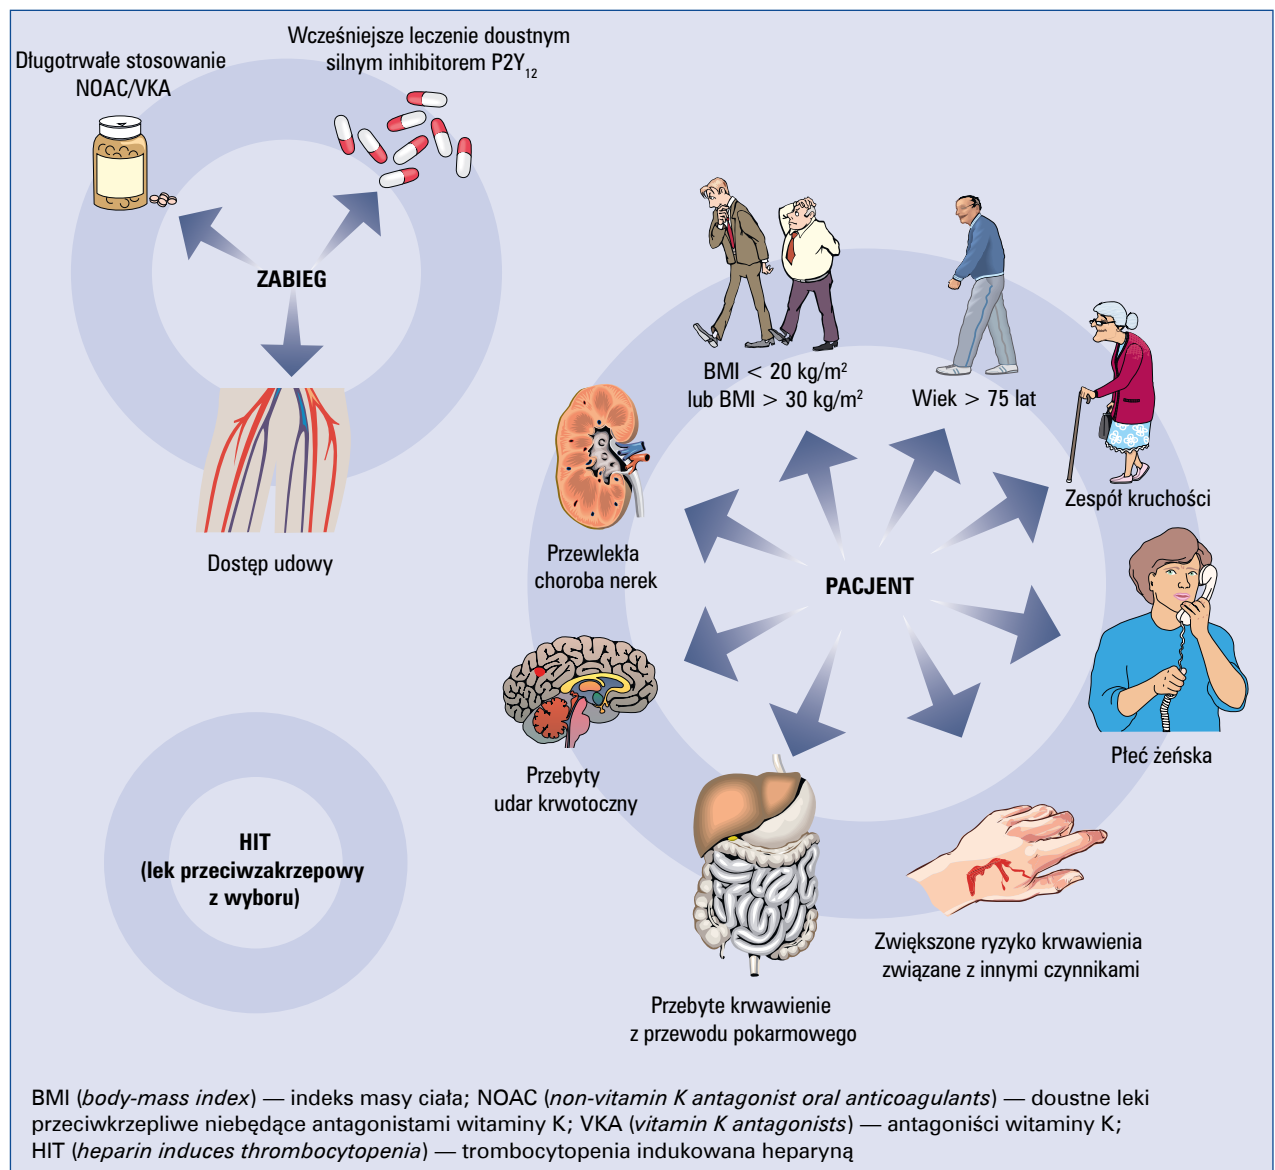 Długotrwałe stosowanie
NOAC/VKA
Wcześniejsze leczenie doustnym
silnym inhibitorem P2Y12
ZABIEG
Dostęp udowy
BMI < 20 kg/m²
lub BMI > 30 kg/m²
Wiek > 75 lat
Zespół kruchości
Przewlekła
choroba nerek
PACJENT
Płeć żeńska
Przebyty
udar krwotoczny
HIT
(lek przeciwzakrzepowy
z wyboru)
Zwiększone ryzyko krwawienia
związane z innymi czynnikami
Przebyte krwawienie
z przewodu pokarmowego
BMI (body-mass index) — indeks masy ciała; NOAC (non-vitamin K antagonist oral anticoagulants) — doustne leki
przeciwkrzepliwe niebędące antagonistami witaminy K; VKA (vitamin K antagonists) — antagoniści witaminy K;
HIT (heparin induces thrombocytopenia) — trombocytopenia indukowana heparyną